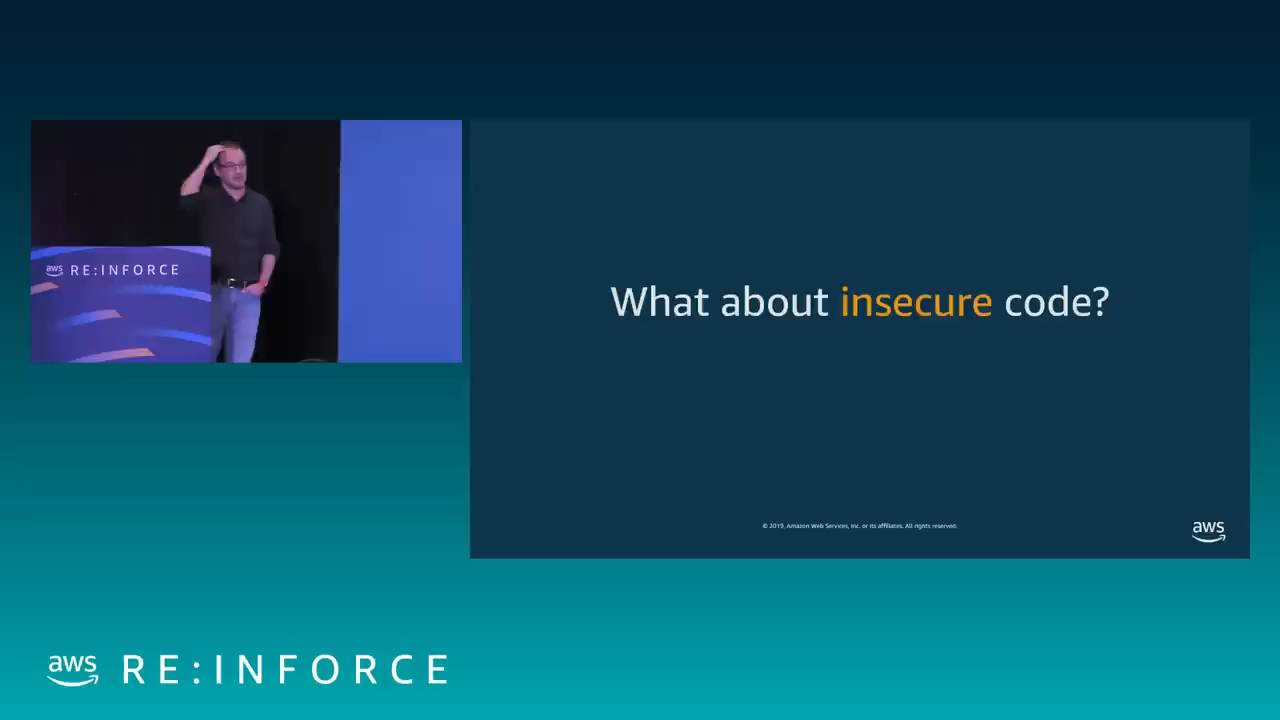 aws RE:INFORCE
What about insecure code?
© 2019, Amazon Web Services, Inc. or its affiliates. All rights reserved.
aws
aws RE:INFORCE